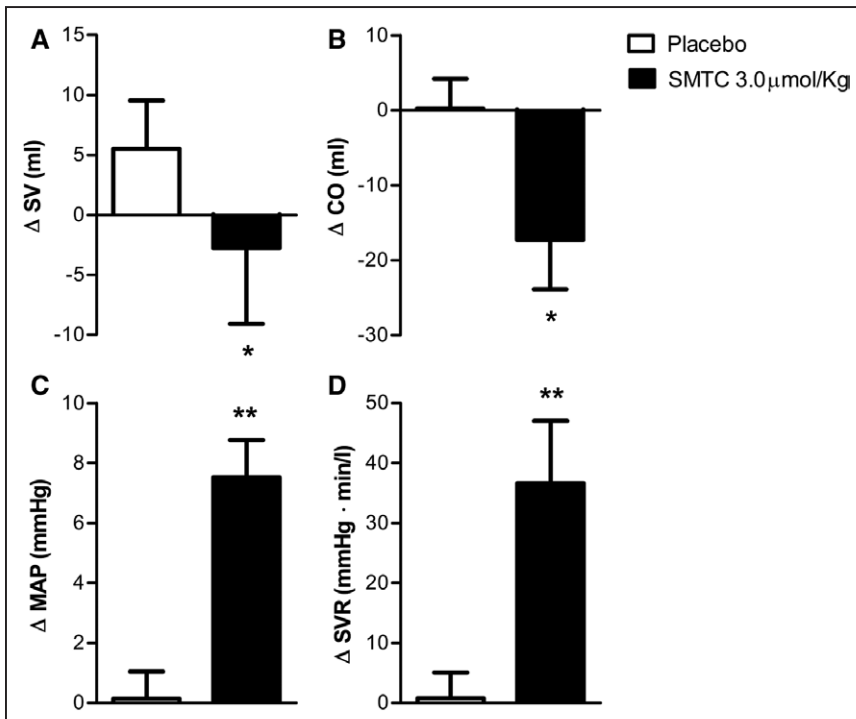 A
15
10
5
0
-5
-10
Δ SV (ml)
*
B
10
0
-10
-20
-30
Δ CO (ml)
*
Placebo
SMTC 3.0μmol/Kg
C
10
8
6
4
2
0
Δ MAP (mmHg)
**
D
50
40
30
20
10
0
Δ SVR (mmHg · min/l)
**